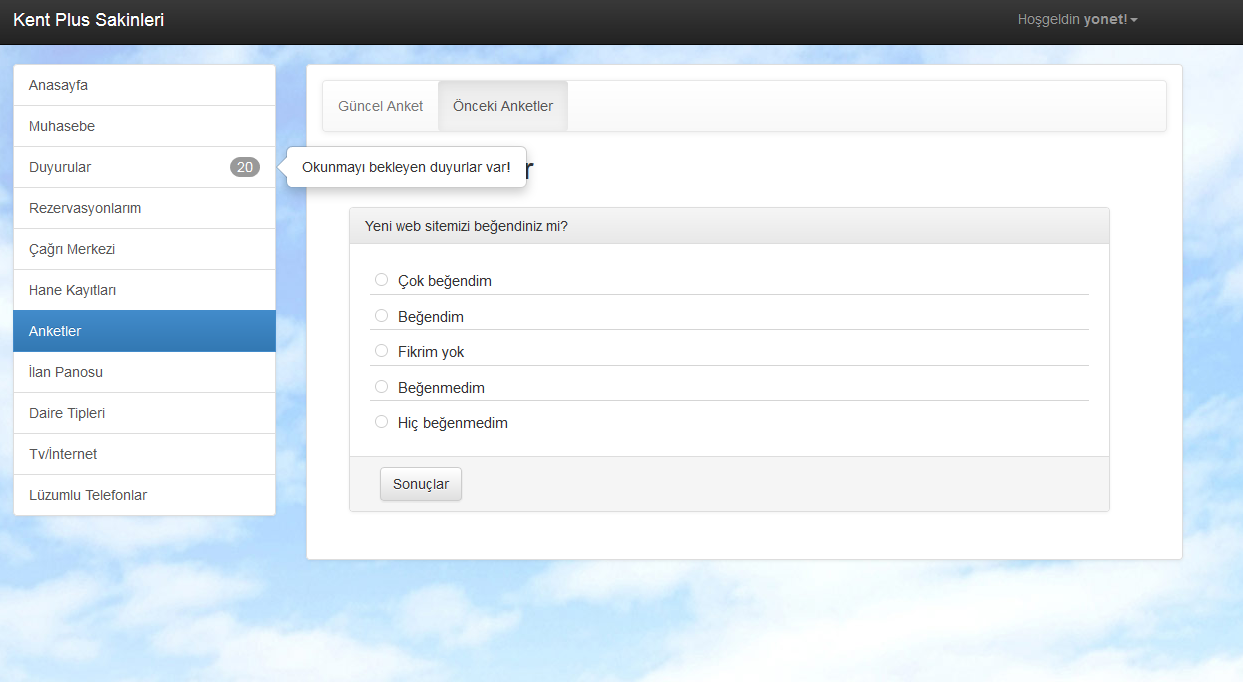 Kent Plus Sakinleri
Hoşgeldin yonet!
Anasayfa
Muhasebe
Duyurular 20
Rezervasyonlarım
Çağrı Merkezi
Hane Kayıtları
Anketler
İlan Panosu
Daire Tipleri
Tv/İnternet
Lüzumlu Telefonlar
Güncel Anket
Önceki Anketler
Okunmayı bekleyen duyurlar var!
Yeni web sitemizi beğendiniz mi?
Çok beğendim
Beğendim
Fikrim yok
Beğenmedim
Hiç beğenmedim
Sonuçlar